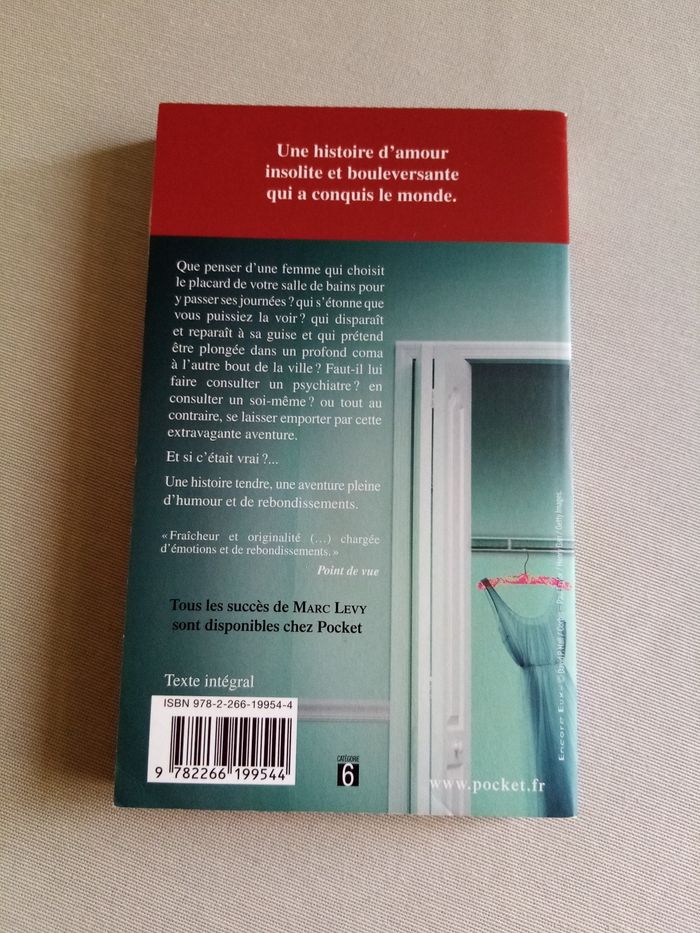 Une histoire d'amour
insolite et bouleversante
qui a conquis le monde.
Que penser d'une femme qui choisit
le placard de votre salle de bains pour
y passer ses journées ? qui s'étonne que
vous puissiez la voir ? qui disparaît
et reparaît à sa guise et qui prétend
être plongée dans un profond coma
à l'autre bout de la ville ? Faut-il lui
faire consulter un psychiatre ? en
consulter un soi-même ? ou tout au
contraire, se laisser emporter par cette
extravagante aventure.
Et si c'était vrai ?...
Une histoire tendre, une aventure pleine
d'humour et de rebondissements.
« Fraîcheur et originalité (...) chargée
d'émotions et de rebondissements. »
Point de vue
Tous les succès de MARC LEVY
sont disponibles chez Pocket
Texte intégral
ISBN 978-2-266-19954-4
9 782266 199544
CATÉGORIE
6
www.pocket.fr
/ Getty Images.